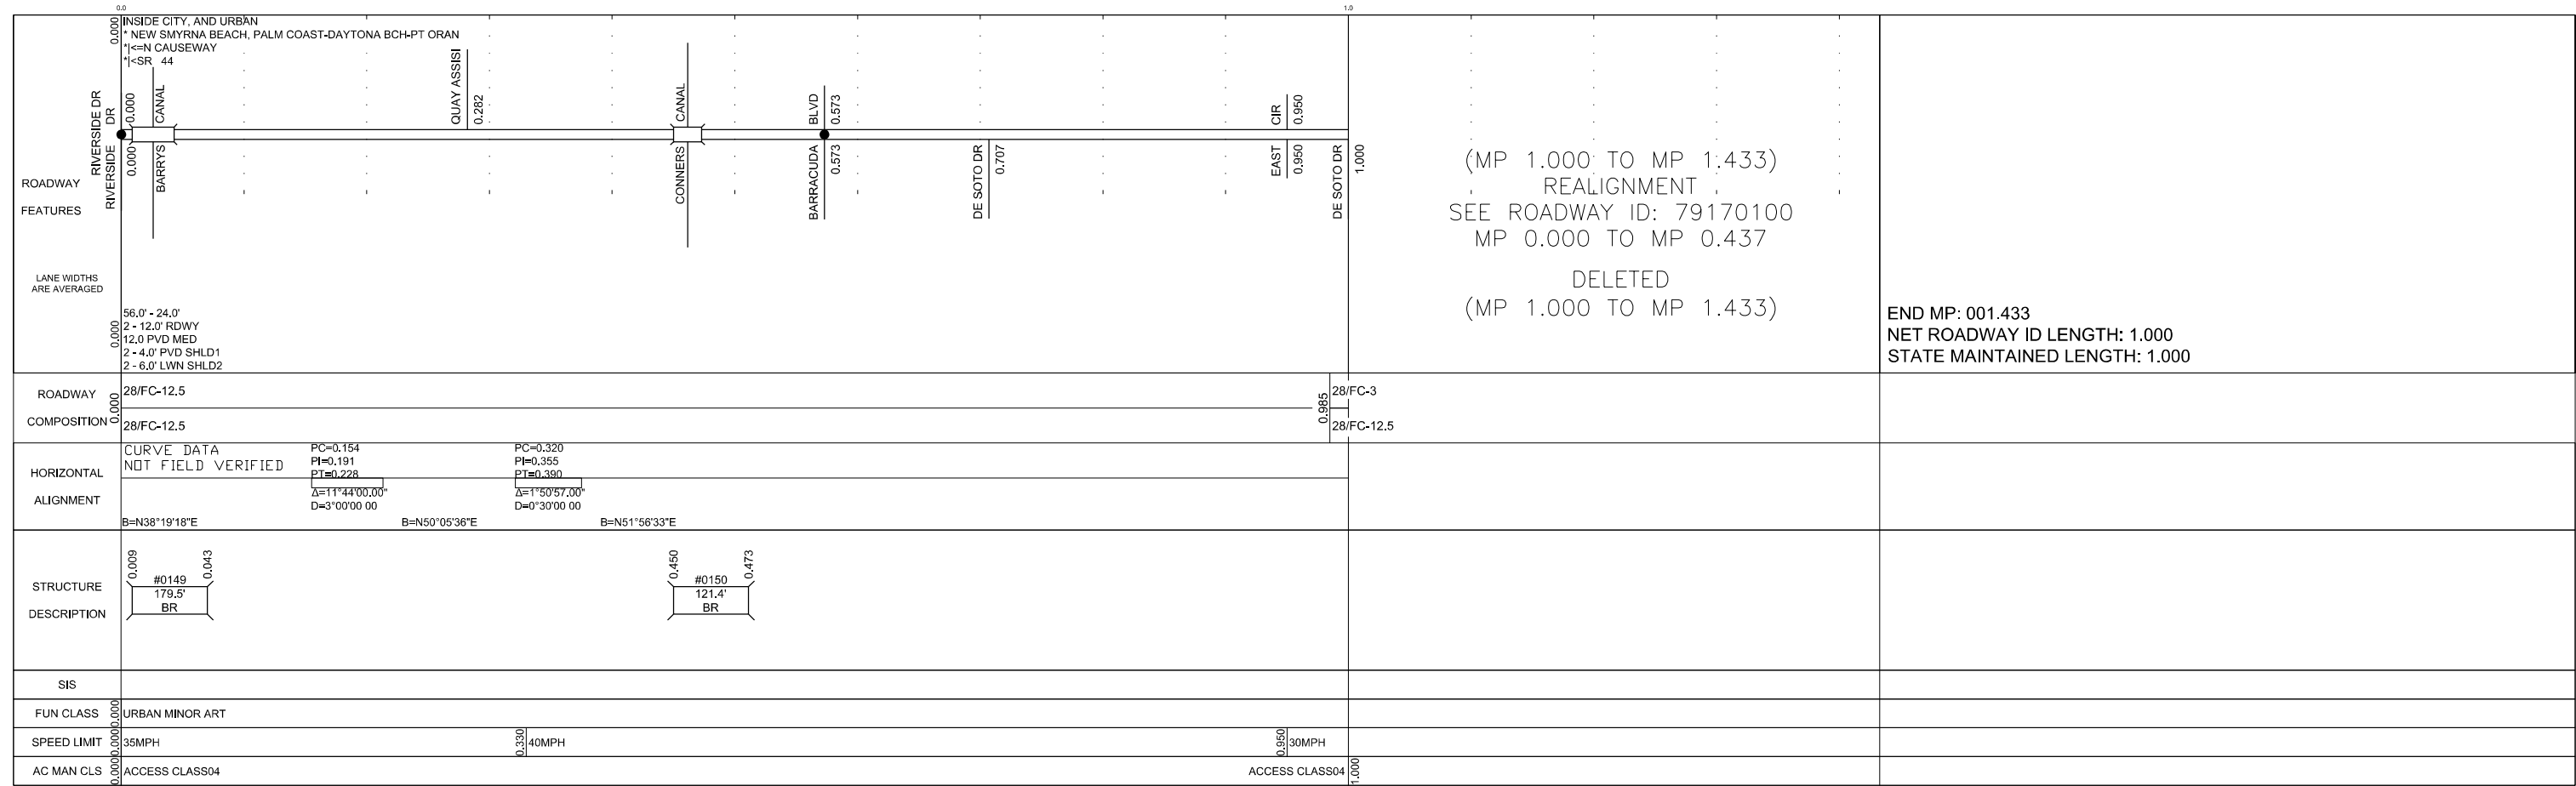 0.0
1.0
0.000
INSIDE CITY, AND URBAN
* NEW SMYRNA BEACH, PALM COAST-DAYTONA BCH-PT ORAN
*|<=N CAUSEWAY
*|<SR 44
RIVERSIDE DR
DR
0.000
CANAL
QUAY ASSISI
0.282
CANAL
BLVD
0.573
CIR
0.950
RIVERSIDE
0.000
BARRYS
CONNERS
BARRACUDA
0.573
DE SOTO DR
0.707
EAST
0.950
DE SOTO DR
1.000
ROADWAY
FEATURES
(MP 1.000 TO MP 1.433)
REALIGNMENT
SEE ROADWAY ID: 79170100
MP 0.000 TO MP 0.437
DELETED
(MP 1.000 TO MP 1.433)
LANE WIDTHS
ARE AVERAGED
0.000
56.0' - 24.0'
2 - 12.0' RDWY
12.0 PVD MED
2 - 4.0' PVD SHLD1
2 - 6.0' LWN SHLD2
END MP: 001.433
NET ROADWAY ID LENGTH: 1.000
STATE MAINTAINED LENGTH: 1.000
ROADWAY
COMPOSITION
0.000
28/FC-12.5
28/FC-12.5
0.985
28/FC-3
28/FC-12.5
HORIZONTAL
ALIGNMENT
CURVE DATA
NOT FIELD VERIFIED
PC=0.154
PI=0.191
PT=0.228
Δ=11°44'00.00"
D=3°00'00 00
PC=0.320
PI=0.355
PT=0.390
Δ=1°50'57.00"
D=0°30'00 00
B=N38°19'18"E
B=N50°05'36"E
B=N51°56'33"E
STRUCTURE
DESCRIPTION
0.009
0.043
#0149
179.5'
BR
0.450
0.473
#0150
121.4'
BR
SIS
FUN CLASS
0.000
URBAN MINOR ART
SPEED LIMIT
0.000
35MPH
0.330
40MPH
0.950
30MPH
AC MAN CLS
0.000
ACCESS CLASS04
ACCESS CLASS04
1.000